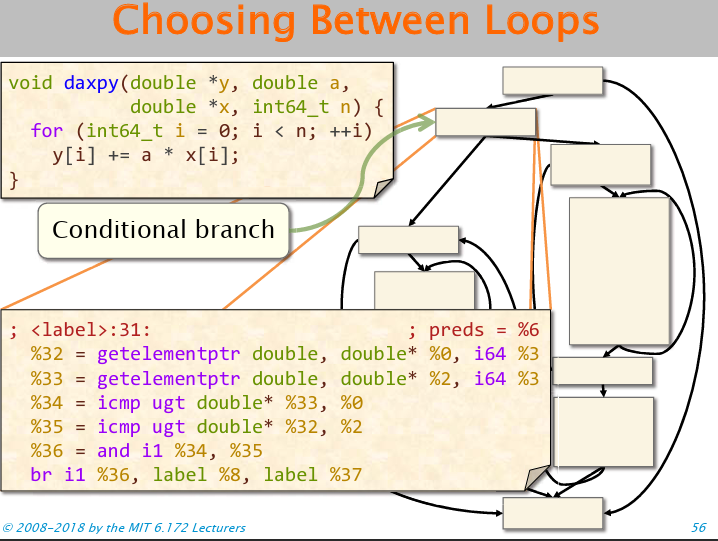 Choosing Between Loops
void daxpy(double *y, double a,
double *x, int64_t n) {
for (int64_t i = 0; i < n; ++i)
y[i] += a * x[i];
}
Conditional branch
; <label>:31: ; preds = %6
%32 = getelementptr double, double* %0, i64 %3
%33 = getelementptr double, double* %2, i64 %3
%34 = icmp ugt double* %33, %0
%35 = icmp ugt double* %32, %2
%36 = and i1 %34, %35
br i1 %36, label %8, label %37
© 2008–2018 by the MIT 6.172 Lecturers
56